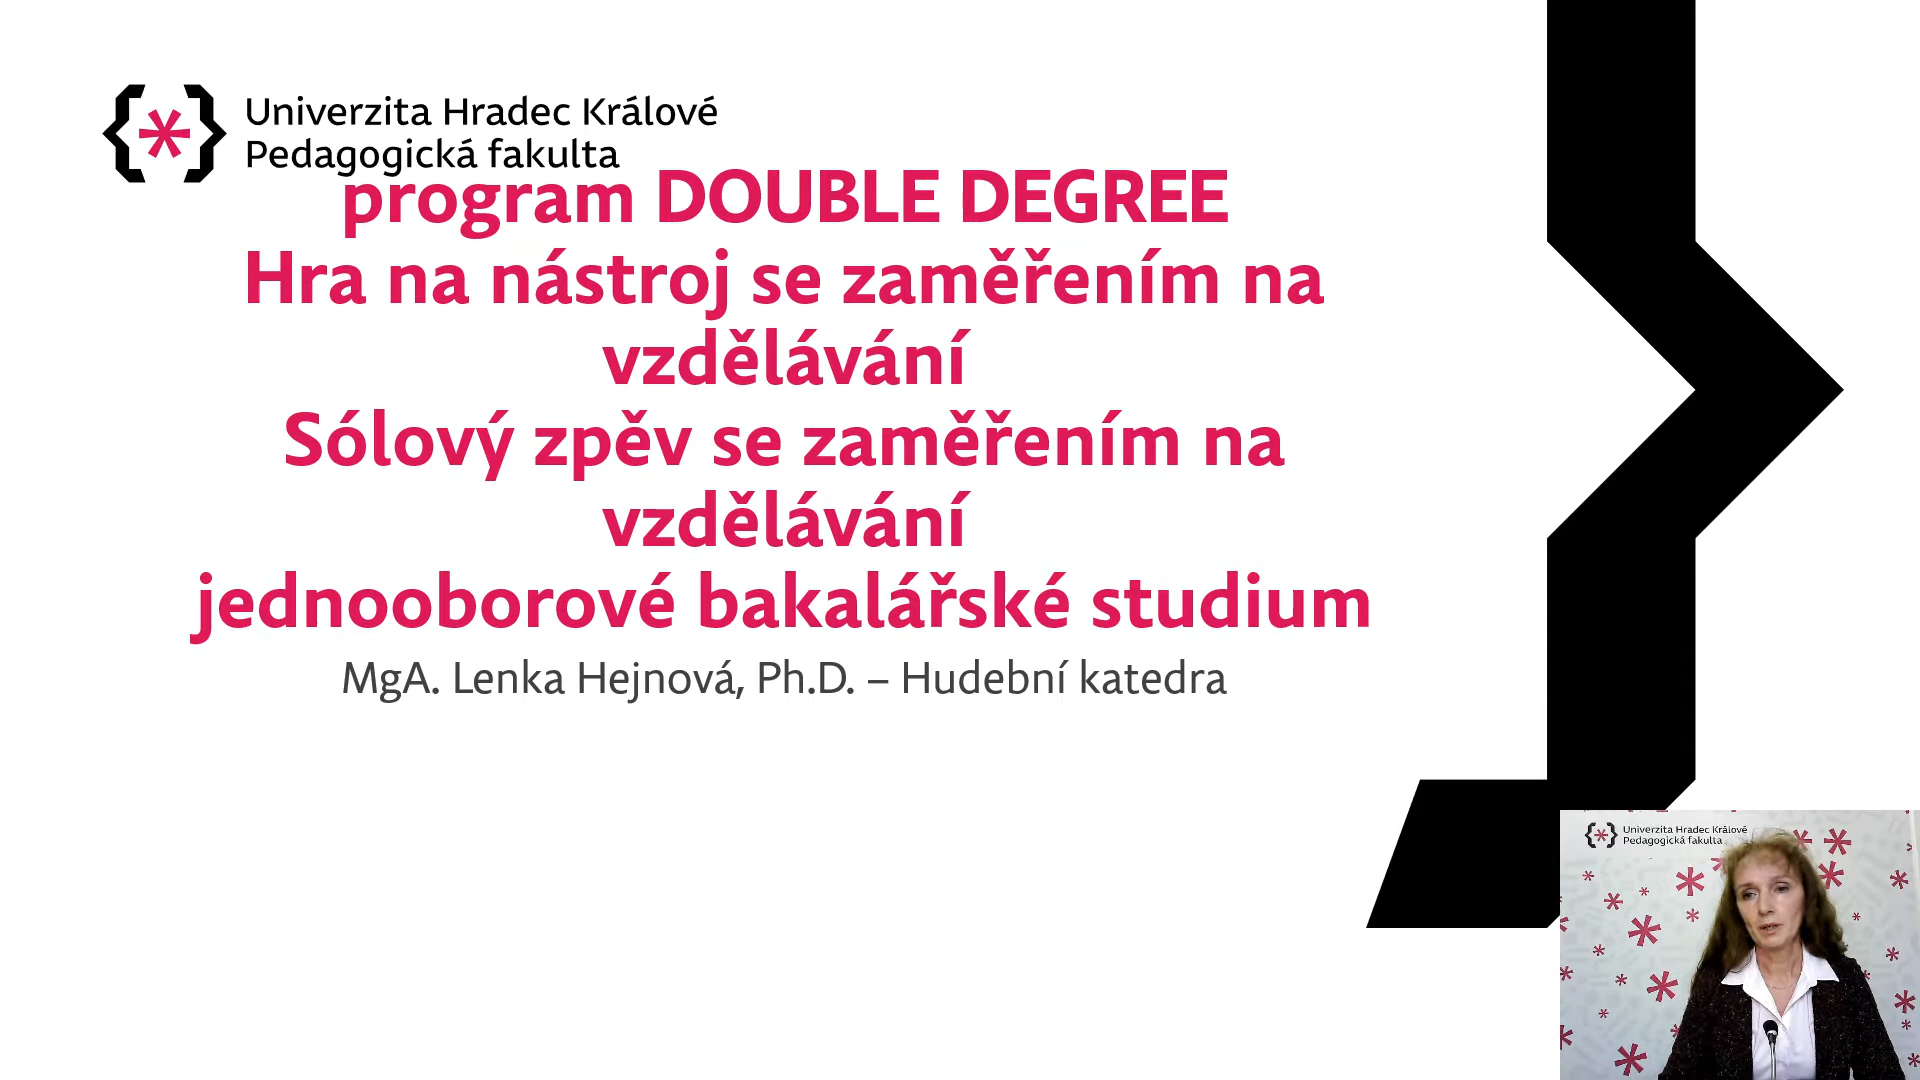 Univerzita Hradec Králové
Pedagogická fakulta
program DOUBLE DEGREE
Hra na nástroj se zaměřením na
vzdělávání
Sólový zpěv se zaměřením na
vzdělávání
jednooborové bakalářské studium
MgA. Lenka Hejnová, Ph.D. – Hudební katedra
Univerzita Hradec Králové
Pedagogická fakulta